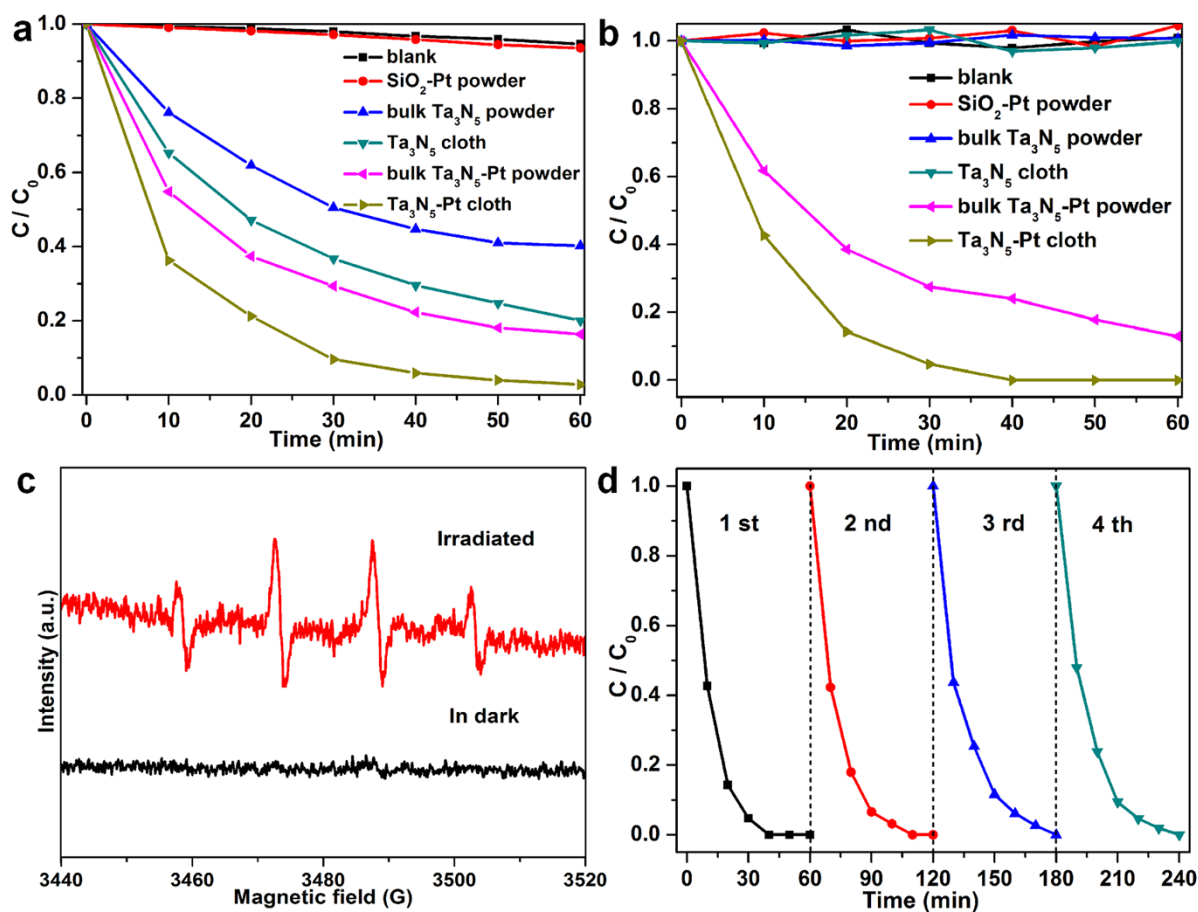 a
C / C₀
1.0
0.8
0.6
0.4
0.2
0.0
blank
SiO₂-Pt powder
bulk Ta₃N₅ powder
Ta₃N₅ cloth
bulk Ta₃N₅-Pt powder
Ta₃N₅-Pt cloth
0 10 20 30 40 50 60
Time (min)
b
C / C₀
1.0
0.8
0.6
0.4
0.2
0.0
blank
SiO₂-Pt powder
bulk Ta₃N₅ powder
Ta₃N₅ cloth
bulk Ta₃N₅-Pt powder
Ta₃N₅-Pt cloth
0 10 20 30 40 50 60
Time (min)
c
Intensity (a.u.)
Irradiated
In dark
3440 3460 3480 3500 3520
Magnetic field (G)
d
C / C₀
1.0
0.8
0.6
0.4
0.2
0.0
1 st 2 nd 3 rd 4 th
0 30 60 90 120 150 180 210 240
Time (min)